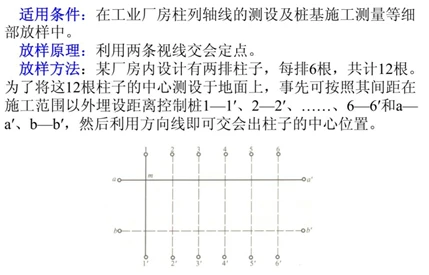 适用条件：在工业厂房柱列轴线的测设及桩基施工测量等细
部放样中。
放样原理：利用两条视线交会定点。
放样方法：某厂房内设计有两排柱子，每排6根，共计12根。
为了将这12根柱子的中心测设于地面上，事先可按照其间距在
施工范围以外埋设距离控制桩1—1′、2—2′、……、6—6′和a—
a′、b—b′，然后利用方向线即可交会出柱子的中心位置。
1 2 3 4 5 6
a m a′
b b′
1′ 2′ 3′ 4′ 5′ 6′